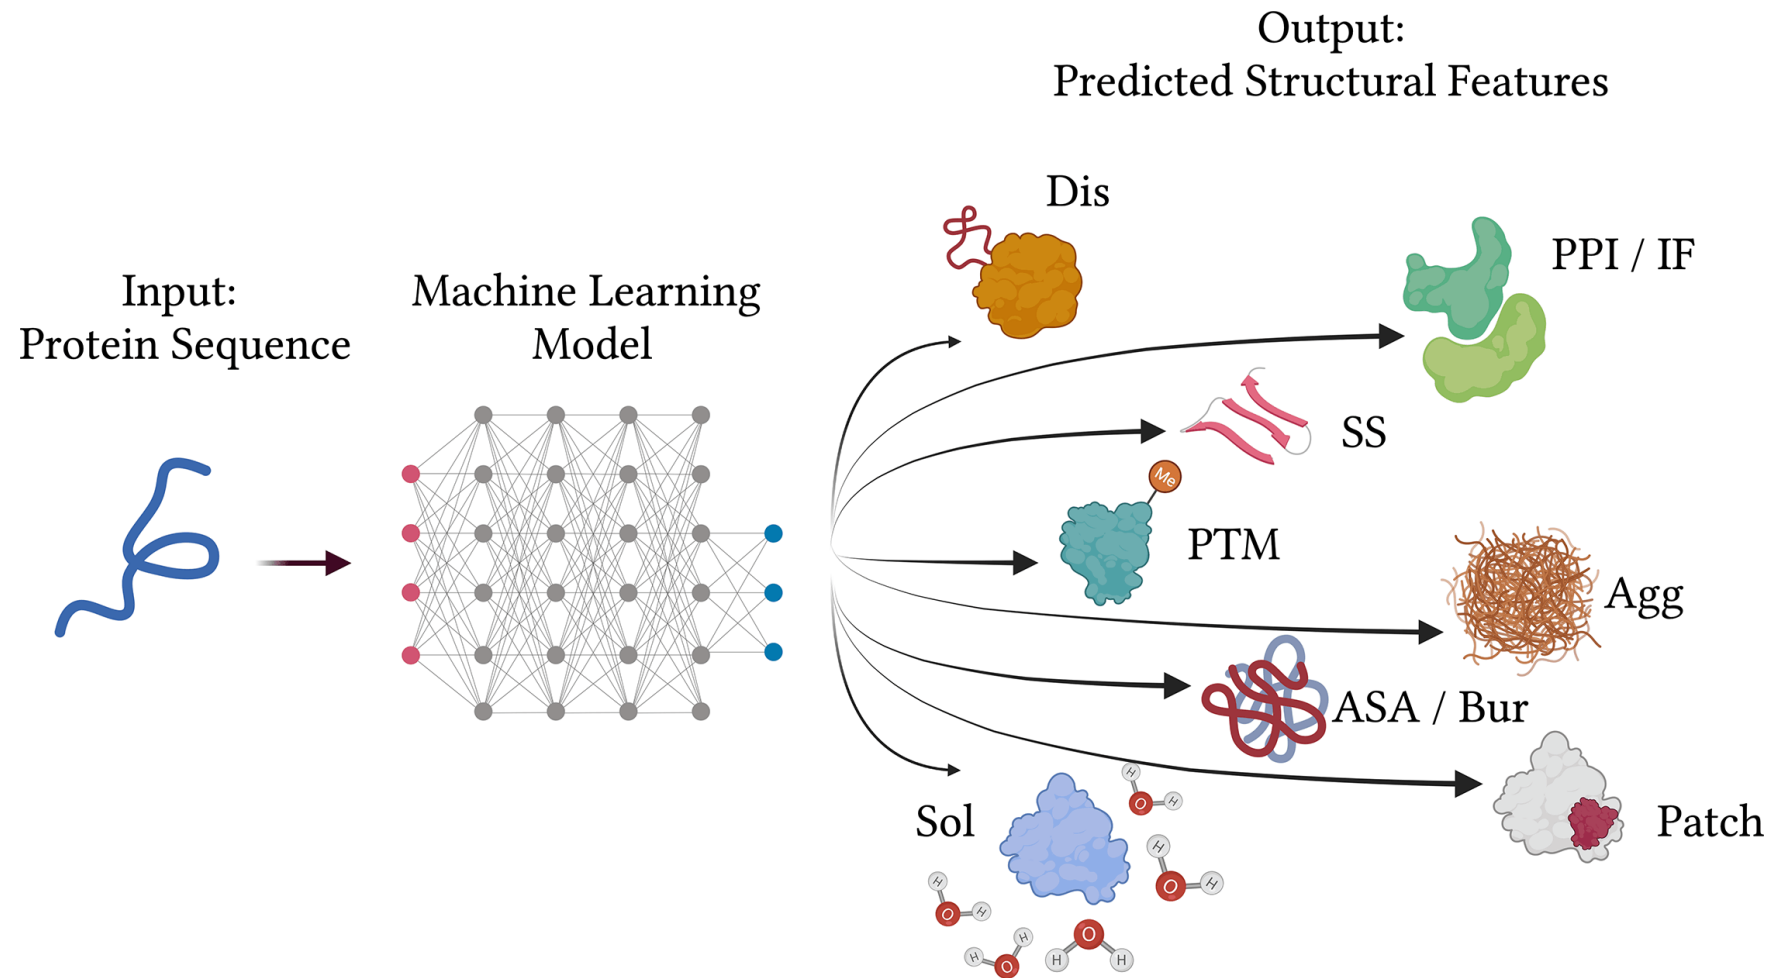 Output:
Predicted Structural Features
Input:
Protein Sequence
Machine Learning
Model
Dis
PPI / IF
SS
Me
PTM
Agg
ASA / Bur
Sol
Patch
H
O
H
H
O
H
H
O
H
H
O
H
O
H
H